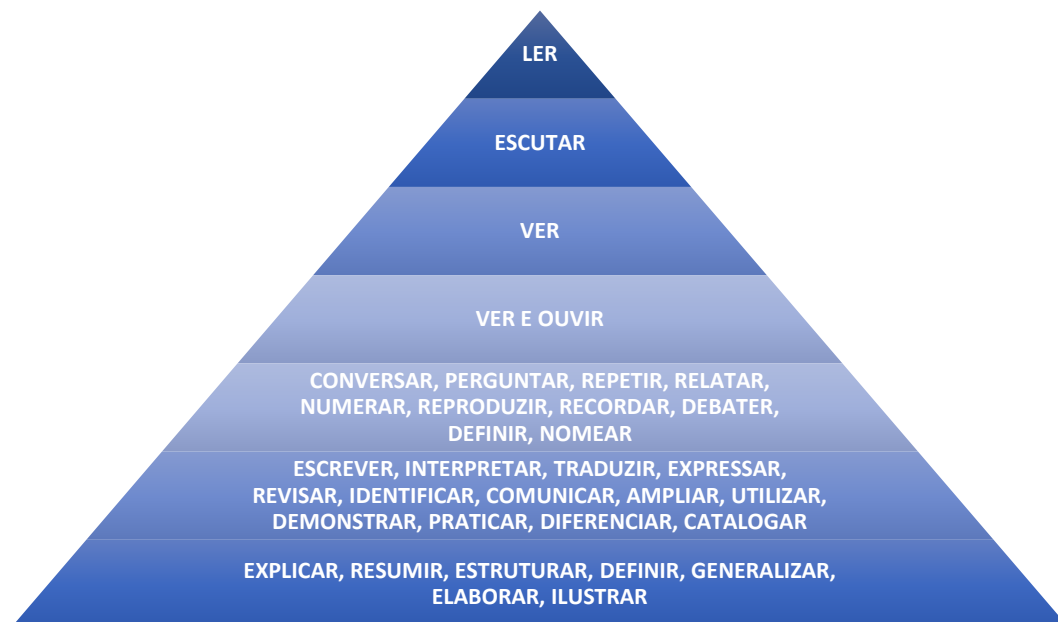 LER
ESCUTAR
VER
VER E OUVIR
CONVERSAR, PERGUNTAR, REPETIR, RELATAR,
NUMERAR, REPRODUZIR, RECORDAR, DEBATER,
DEFINIR, NOMEAR
ESCREVER, INTERPRETAR, TRADUZIR, EXPRESSAR,
REVISAR, IDENTIFICAR, COMUNICAR, AMPLIAR, UTILIZAR,
DEMONSTRAR, PRATICAR, DIFERENCIAR, CATALOGAR
EXPLICAR, RESUMIR, ESTRUTURAR, DEFINIR, GENERALIZAR,
ELABORAR, ILUSTRAR